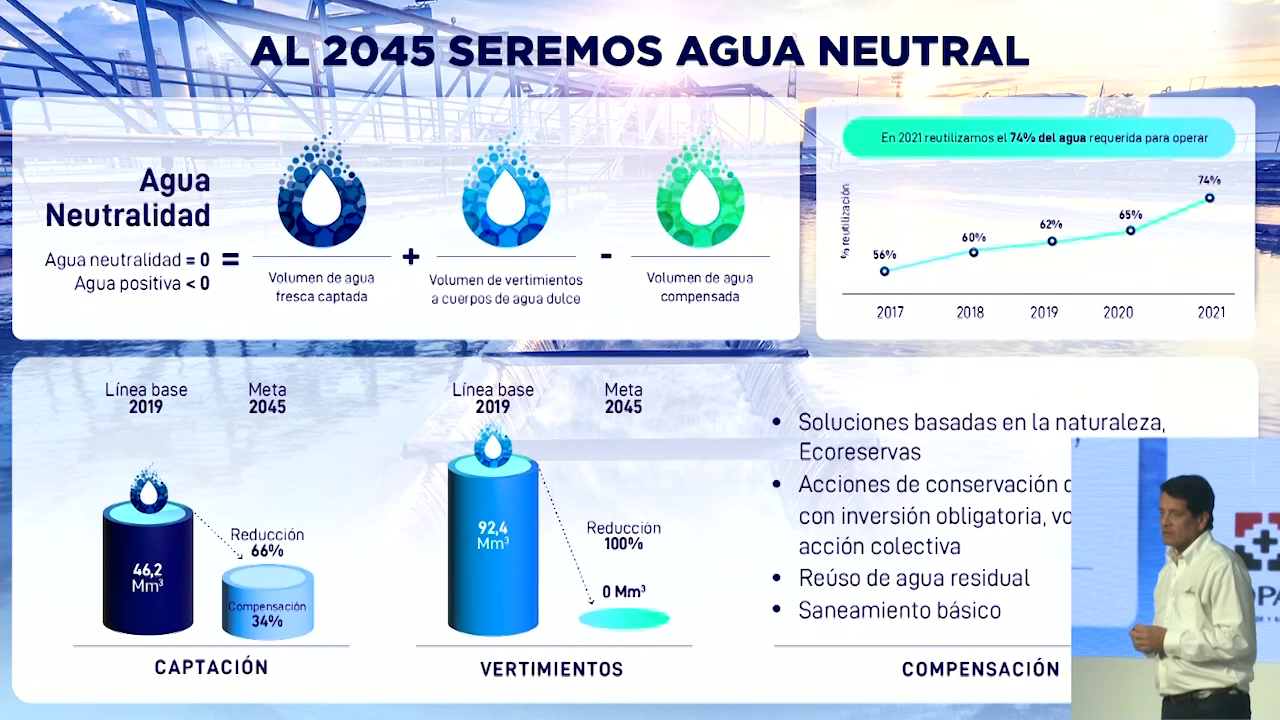 AL 2045 SEREMOS AGUA NEUTRAL
Agua
Neutralidad
Agua neutralidad = 0
Agua positiva < 0
=
Volumen de agua
fresca captada
+
Volumen de vertimientos
a cuerpos de agua dulce
-
Volumen de agua
compensada
En 2021 reutilizamos el 74% del agua requerida para operar
% reutilización
56%
60%
62%
65%
74%
2017
2018
2019
2020
2021
Línea base
2019
Meta
2045
46,2
Mm³
Reducción
66%
Compensación
34%
CAPTACIÓN
Línea base
2019
Meta
2045
92,4
Mm³
Reducción
100%
0 Mm³
VERTIMIENTOS
• Soluciones basadas en la naturaleza,
Ecoreservas
• Acciones de conservación
con inversión obligatoria,
acción colectiva
• Reúso de agua residual
• Saneamiento básico
COMPENSACIÓN